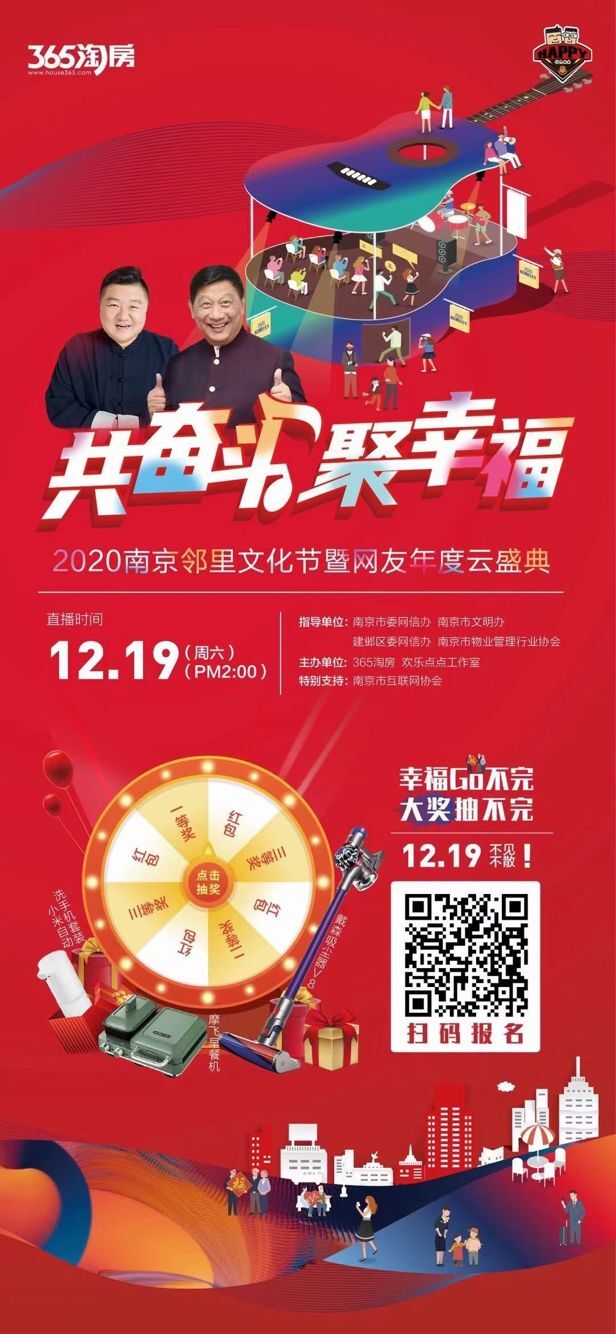 365淘房
www.house365.com
HAPPY
共奋斗 聚幸福
2020南京邻里文化节暨网友年度云盛典
直播时间
12.19 (周六)
(PM2:00)
指导单位: 南京市委网信办 南京市文明办
建邺区委网信办 南京市物业管理行业协会
主办单位: 365淘房 欢乐点点工作室
特别支持: 南京市互联网协会
幸福Go不完
大奖抽不完
12.19 不见不散!
一等奖
红包
三等奖
红包
二等奖
红包
三等奖
红包
点击
抽奖
小米自动
洗手机套装
摩飞早餐机
戴森吸尘器V8
扫码报名